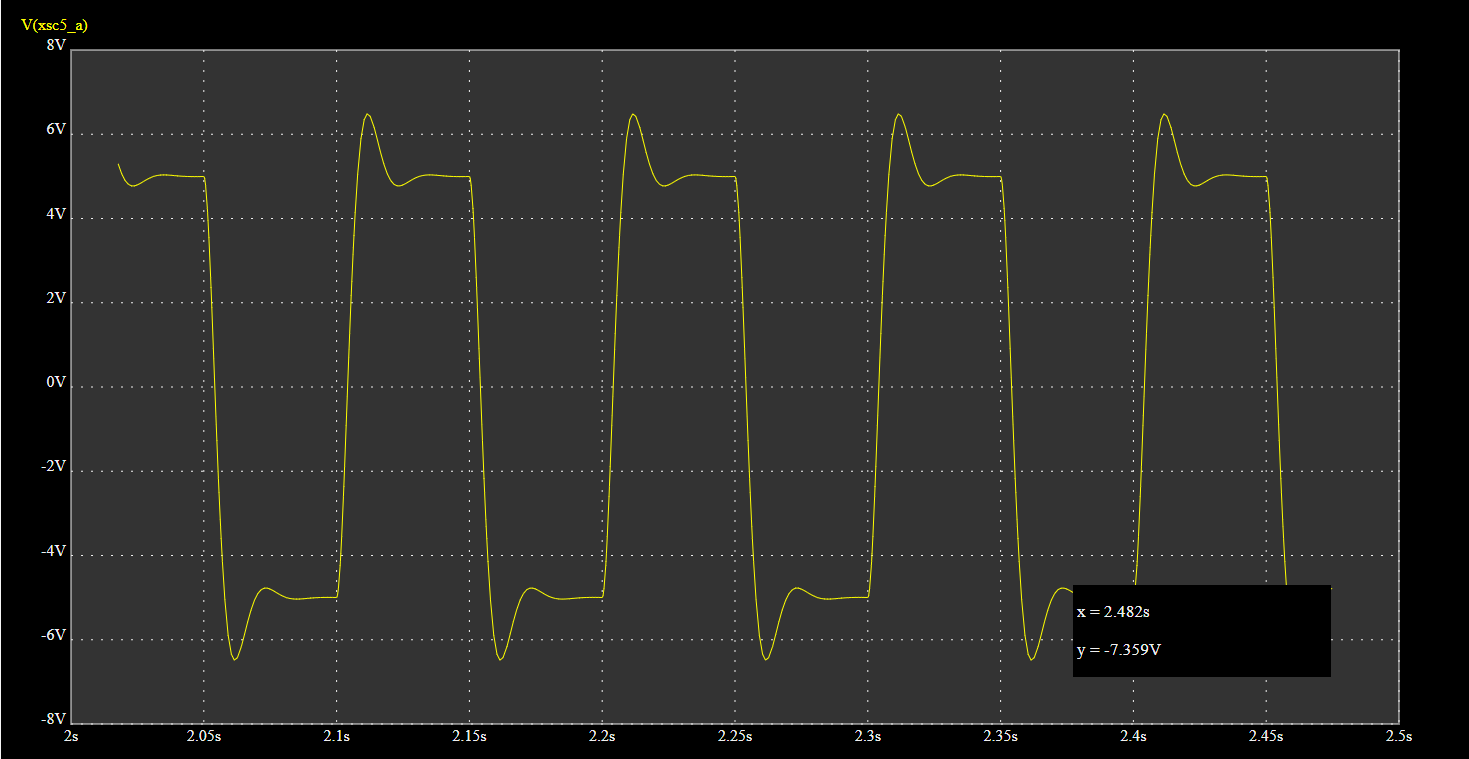 V(xsc5_a)
8V
6V
4V
2V
0V
-2V
-4V
-6V
-8V
2s 2.05s 2.1s 2.15s 2.2s 2.25s 2.3s 2.35s 2.4s 2.45s 2.5s
x = 2.482s
y = -7.359V